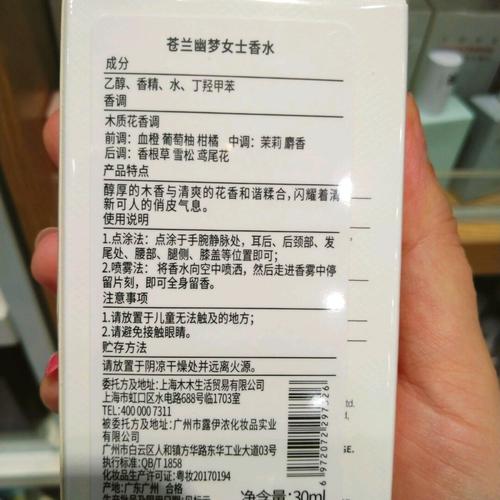 苍兰幽梦女士香水
成分
乙醇、香精、水、丁羟甲苯
香调
木质花香调
前调：血橙 葡萄柚 柑橘 中调：茉莉 麝香
后调：香根草 雪松 鸢尾花
产品特点
醇厚的木香与清爽的花香和谐糅合，闪耀着清
新可人的俏皮气息。
使用说明
1.点涂法：点涂于手腕静脉处，耳后、后颈部、发
尾处、腰部、腿侧、膝盖等位置即可；
2.喷雾法：将香水向空中喷洒，然后走进香雾中停
留片刻，即可全身留香。
注意事项
1.请放置于儿童无法触及的地方；
2.请避免接触眼睛。
贮存方法
请放置于阴凉干燥处并远离火源。
委托方及地址：上海木木生活贸易有限公司
上海市虹口区水电路688号临1703室
TEL:400 000 7311
被委托方及地址：广州市露伊浓化妆品实业
有限公司
广州市白云区人和镇方华路东华工业大道03号
执行标准：QB/T 1858
化妆品生产许可证：粤妆20170194
产地：广东广州 合格
净含量：30ml
6972072297326